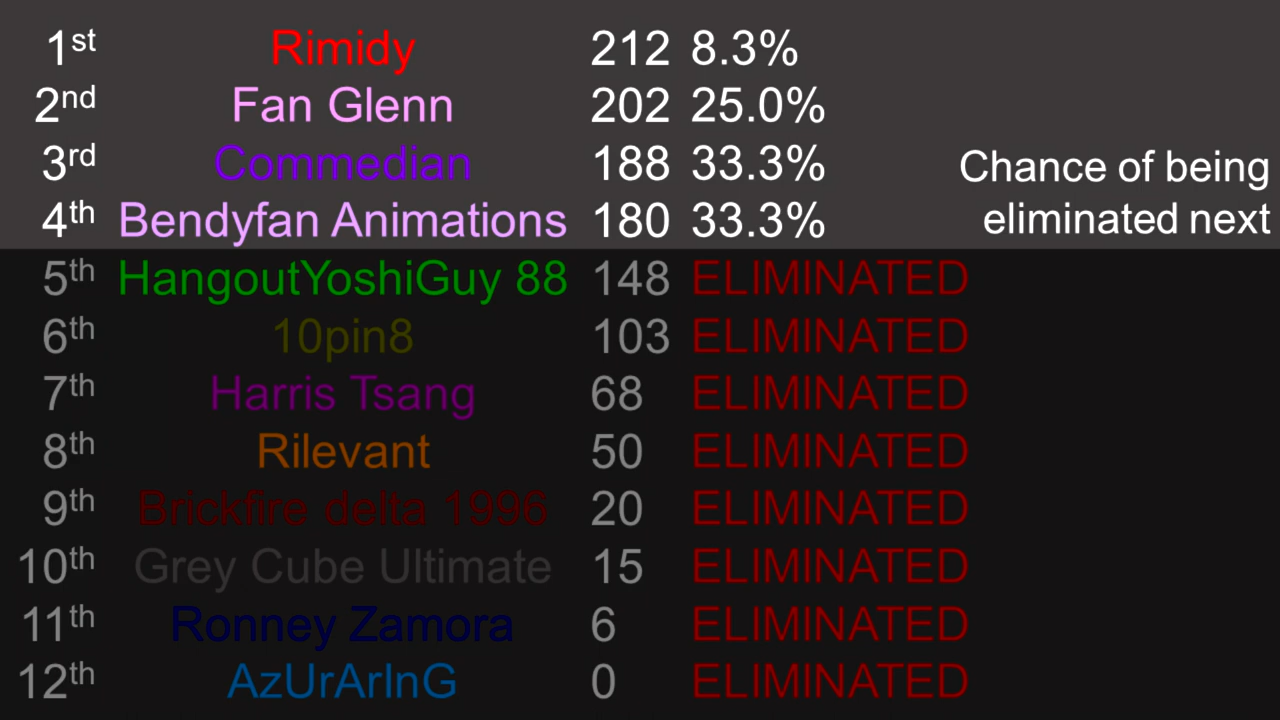 1st Rimidy 212 8.3%
2nd Fan Glenn 202 25.0%
3rd Commedian 188 33.3%
4th Bendyfan Animations 180 33.3%
Chance of being
eliminated next
5th HangoutYoshiGuy 88 148 ELIMINATED
6th 10pin8 103 ELIMINATED
7th Harris Tsang 68 ELIMINATED
8th Rilevant 50 ELIMINATED
9th Brickfire delta 1996 20 ELIMINATED
10th Grey Cube Ultimate 15 ELIMINATED
11th Ronney Zamora 6 ELIMINATED
12th AzUrArInG 0 ELIMINATED